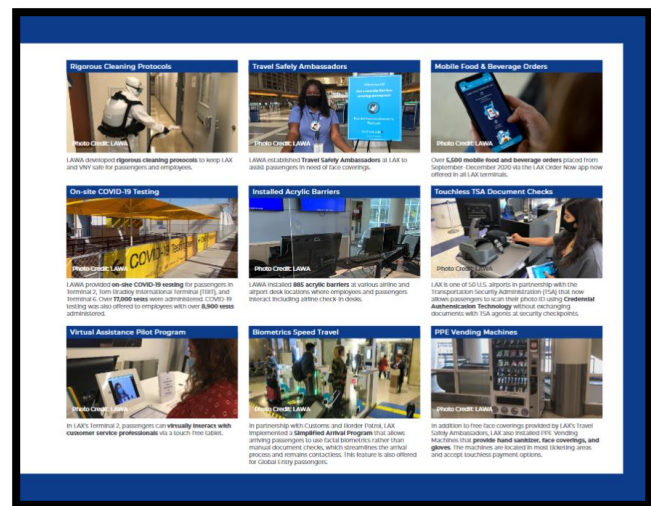 Rigorous Cleaning Protocols
Photo Credit: LAWA
LAWA developed rigorous cleaning protocols to keep LAX
and VNY safe for passengers and employees.
Travel Safely Ambassadors
Photo Credit: LAWA
LAWA established Travel Safely Ambassadors at LAX to
assist passengers in need of face coverings.
Mobile Food & Beverage Orders
Photo Credit: LAWA
Over 5,500 mobile food and beverage orders placed from
September-December 2020 via the LAX Order Now app now
offered in all LAX terminals.
On-site COVID-19 Testing
COVID-19 Testing
Photo Credit: LAWA
LAWA provided on-site COVID-19 testing for passengers in
Terminal 2, Tom Bradley International Terminal (TBIT), and
Terminal 6. Over 17,000 tests were administered. COVID-19
testing was also offered to employees with over 8,900 tests
administered.
Installed Acrylic Barriers
Photo Credit: LAWA
LAWA installed 885 acrylic barriers at various airline and
airport desk locations where employees and passengers
interact including airline check-in desks.
Touchless TSA Document Checks
Photo Credit: LAWA
LAX is one of 50 U.S. airports in partnership with the
Transportation Security Administration (TSA) that now
allows passengers to scan their photo ID using Credential
Authentication Technology without exchanging
documents with TSA agents at security checkpoints.
Virtual Assistance Pilot Program
Photo Credit: LAWA
In LAX's Terminal 2, passengers can virtually interact with
customer service professionals via a touch-free tablet.
Biometrics Speed Travel
Photo Credit: LAWA
In partnership with Customs and Border Patrol, LAX
implemented a Simplified Arrival Program that allows
arriving passengers to use facial biometrics rather than
manual document checks, which streamlines the arrival
process and remains contactless. This feature is also offered
for Global Entry passengers.
PPE Vending Machines
Photo Credit: LAWA
In addition to free face coverings provided by LAX's Travel
Safely Ambassadors, LAX also installed PPE Vending
Machines that provide hand sanitizer, face coverings, and
gloves. The machines are located in most ticketing areas
and accept touchless payment options.